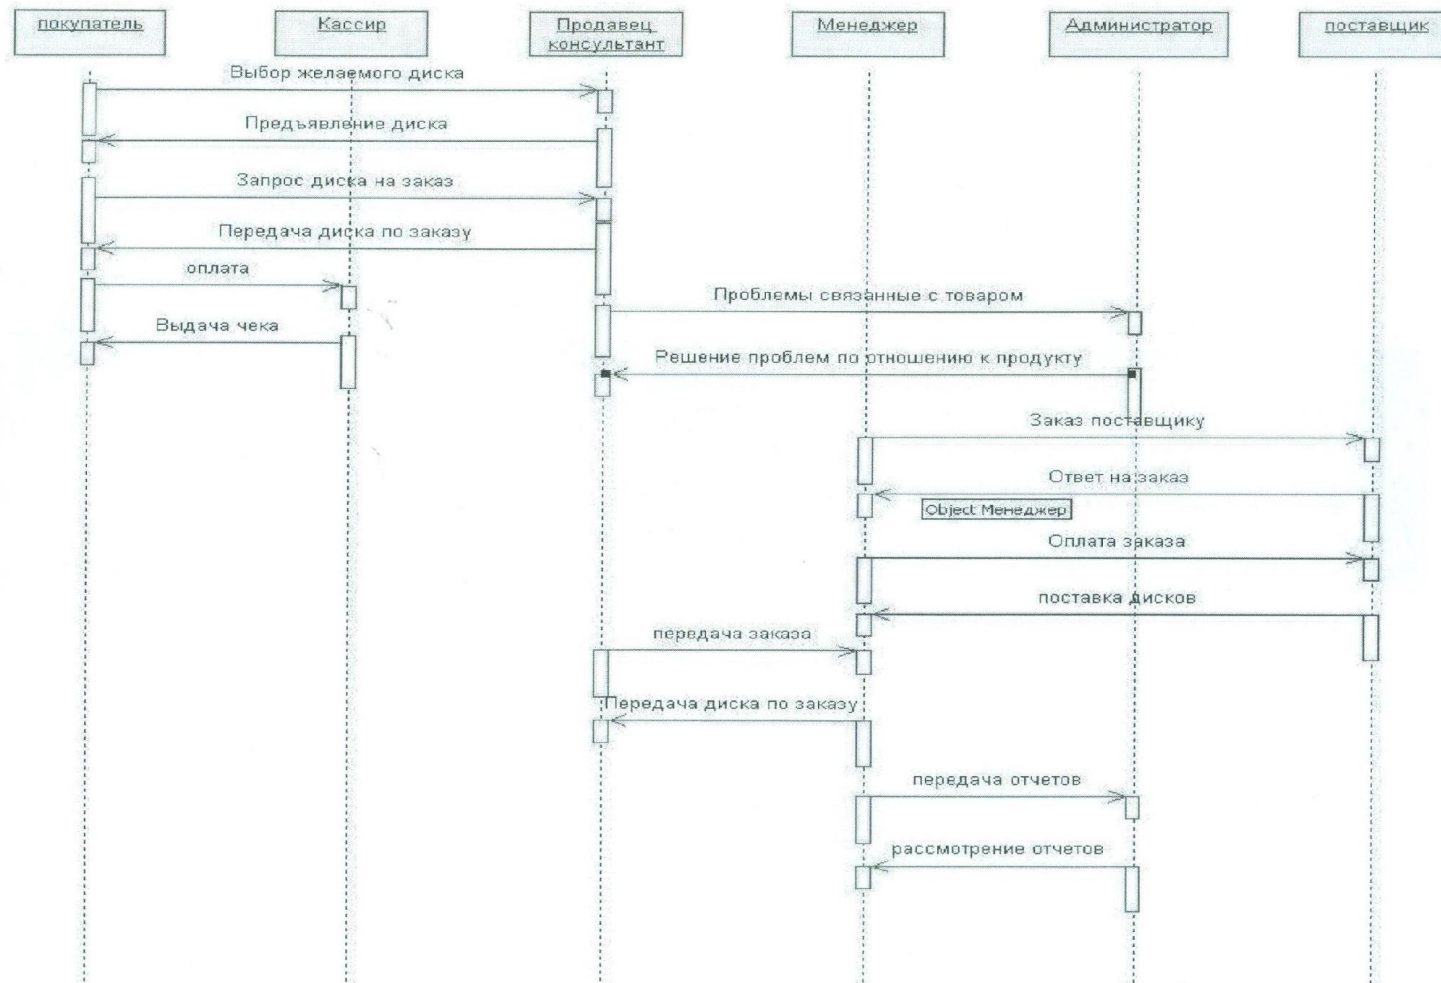 покупатель
Кассир
Продавец
консультант
Менеджер
Администратор
поставщик
Выбор желаемого диска
Предъявление диска
Запрос диска на заказ
Передача диска по заказу
оплата
Проблемы связанные с товаром
Выдача чека
Решение проблем по отношению к продукту
Заказ поставщику
Ответ на заказ
Object Менеджер
Оплата заказа
поставка дисков
передача заказа
Передача диска по заказу
передача отчетов
рассмотрение отчетов